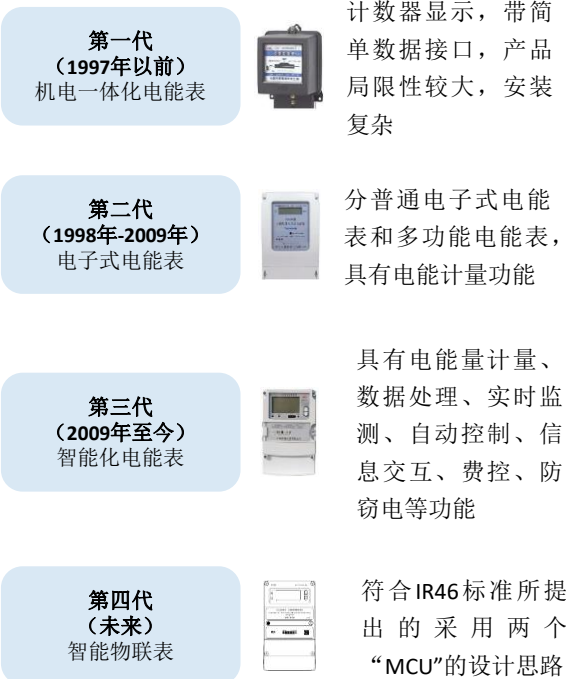 第一代
（1997年以前）
机电一体化电能表
计数器显示，带简
单数据接口，产品
局限性较大，安装
复杂
第二代
（1998年-2009年）
电子式电能表
分普通电子式电能
表和多功能电能表，
具有电能计量功能
第三代
（2009年至今）
智能化电能表
具有电能量计量、
数据处理、实时监
测、自动控制、信
息交互、费控、防
窃电等功能
第四代
（未来）
智能物联表
符合IR46标准所提
出的采用两个
“MCU”的设计思路